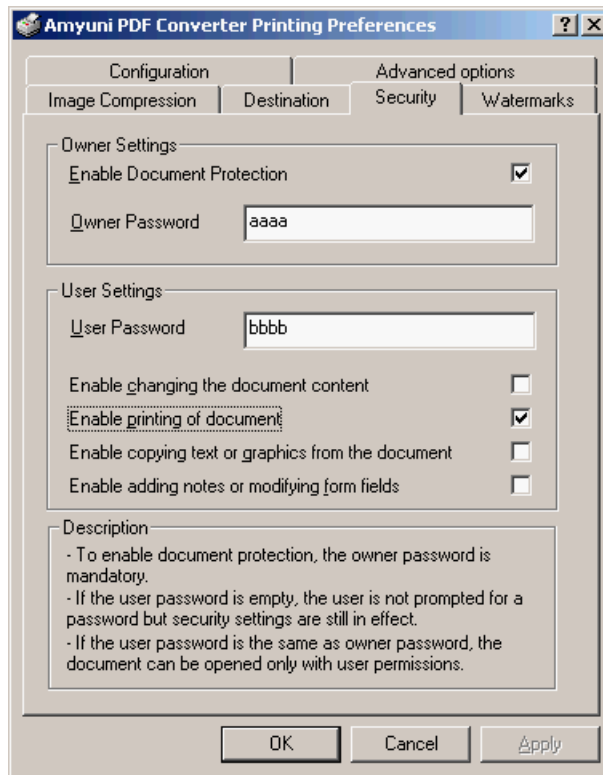 Amyuni PDF Converter Printing Preferences
Configuration Advanced options
Image Compression Destination Security Watermarks
Owner Settings
Enable Document Protection
Owner Password aaaa
User Settings
User Password bbbb
Enable changing the document content
Enable printing of document
Enable copying text or graphics from the document
Enable adding notes or modifying form fields
Description
- To enable document protection, the owner password is
mandatory.
- If the user password is empty, the user is not prompted for a
password but security settings are still in effect.
- If the user password is the same as owner password, the
document can be opened only with user permissions.
OK Cancel Apply